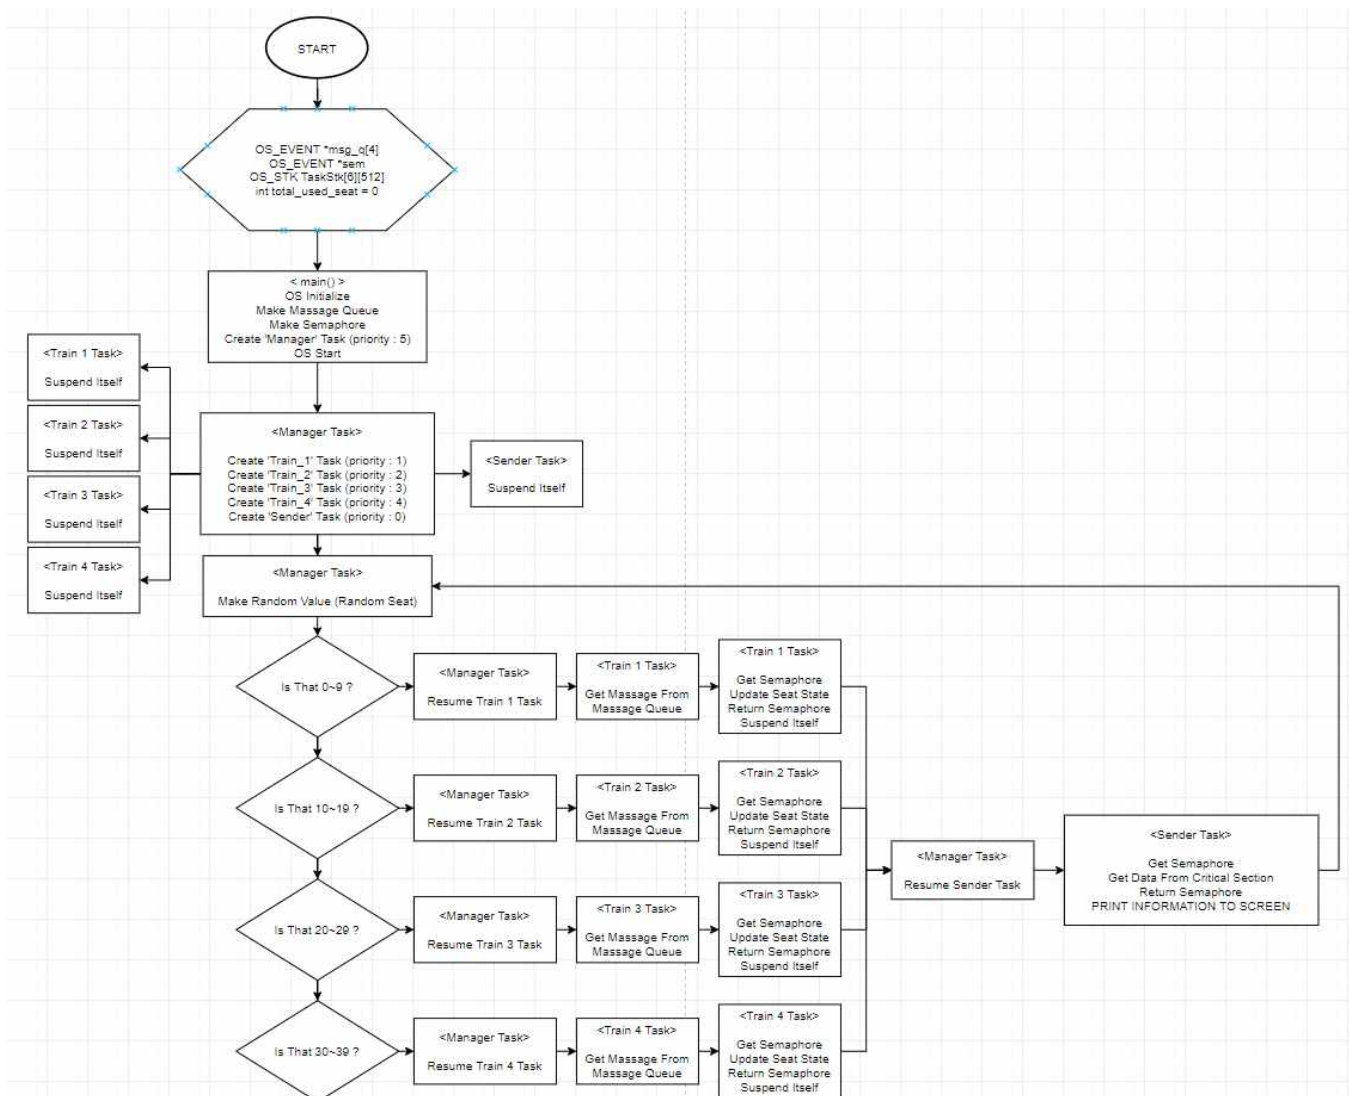 START
OS_EVENT *msg_q[4]
OS_EVENT *sem
OS_STK TaskStk[6][512]
int total_used_seat = 0
< main() >
OS Initialize
Make Massage Queue
Make Semaphore
Create 'Manager' Task (priority : 5)
OS Start
<Train 1 Task>
Suspend Itself
<Train 2 Task>
Suspend Itself
<Train 3 Task>
Suspend Itself
<Train 4 Task>
Suspend Itself
<Manager Task>
Create 'Train_1' Task (priority : 1)
Create 'Train_2' Task (priority : 2)
Create 'Train_3' Task (priority : 3)
Create 'Train_4' Task (priority : 4)
Create 'Sender' Task (priority : 0)
<Sender Task>
Suspend Itself
<Manager Task>
Make Random Value (Random Seat)
Is That 0~9 ?
<Manager Task>
Resume Train 1 Task
<Train 1 Task>
Get Massage From
Massage Queue
<Train 1 Task>
Get Semaphore
Update Seat State
Return Semaphore
Suspend Itself
Is That 10~19 ?
<Manager Task>
Resume Train 2 Task
<Train 2 Task>
Get Massage From
Massage Queue
<Train 2 Task>
Get Semaphore
Update Seat State
Return Semaphore
Suspend Itself
Is That 20~29 ?
<Manager Task>
Resume Train 3 Task
<Train 3 Task>
Get Massage From
Massage Queue
<Train 3 Task>
Get Semaphore
Update Seat State
Return Semaphore
Suspend Itself
Is That 30~39 ?
<Manager Task>
Resume Train 4 Task
<Train 4 Task>
Get Massage From
Massage Queue
<Train 4 Task>
Get Semaphore
Update Seat State
Return Semaphore
Suspend Itself
<Manager Task>
Resume Sender Task
<Sender Task>
Get Semaphore
Get Data From Critical Section
Return Semaphore
PRINT INFORMATION TO SCREEN